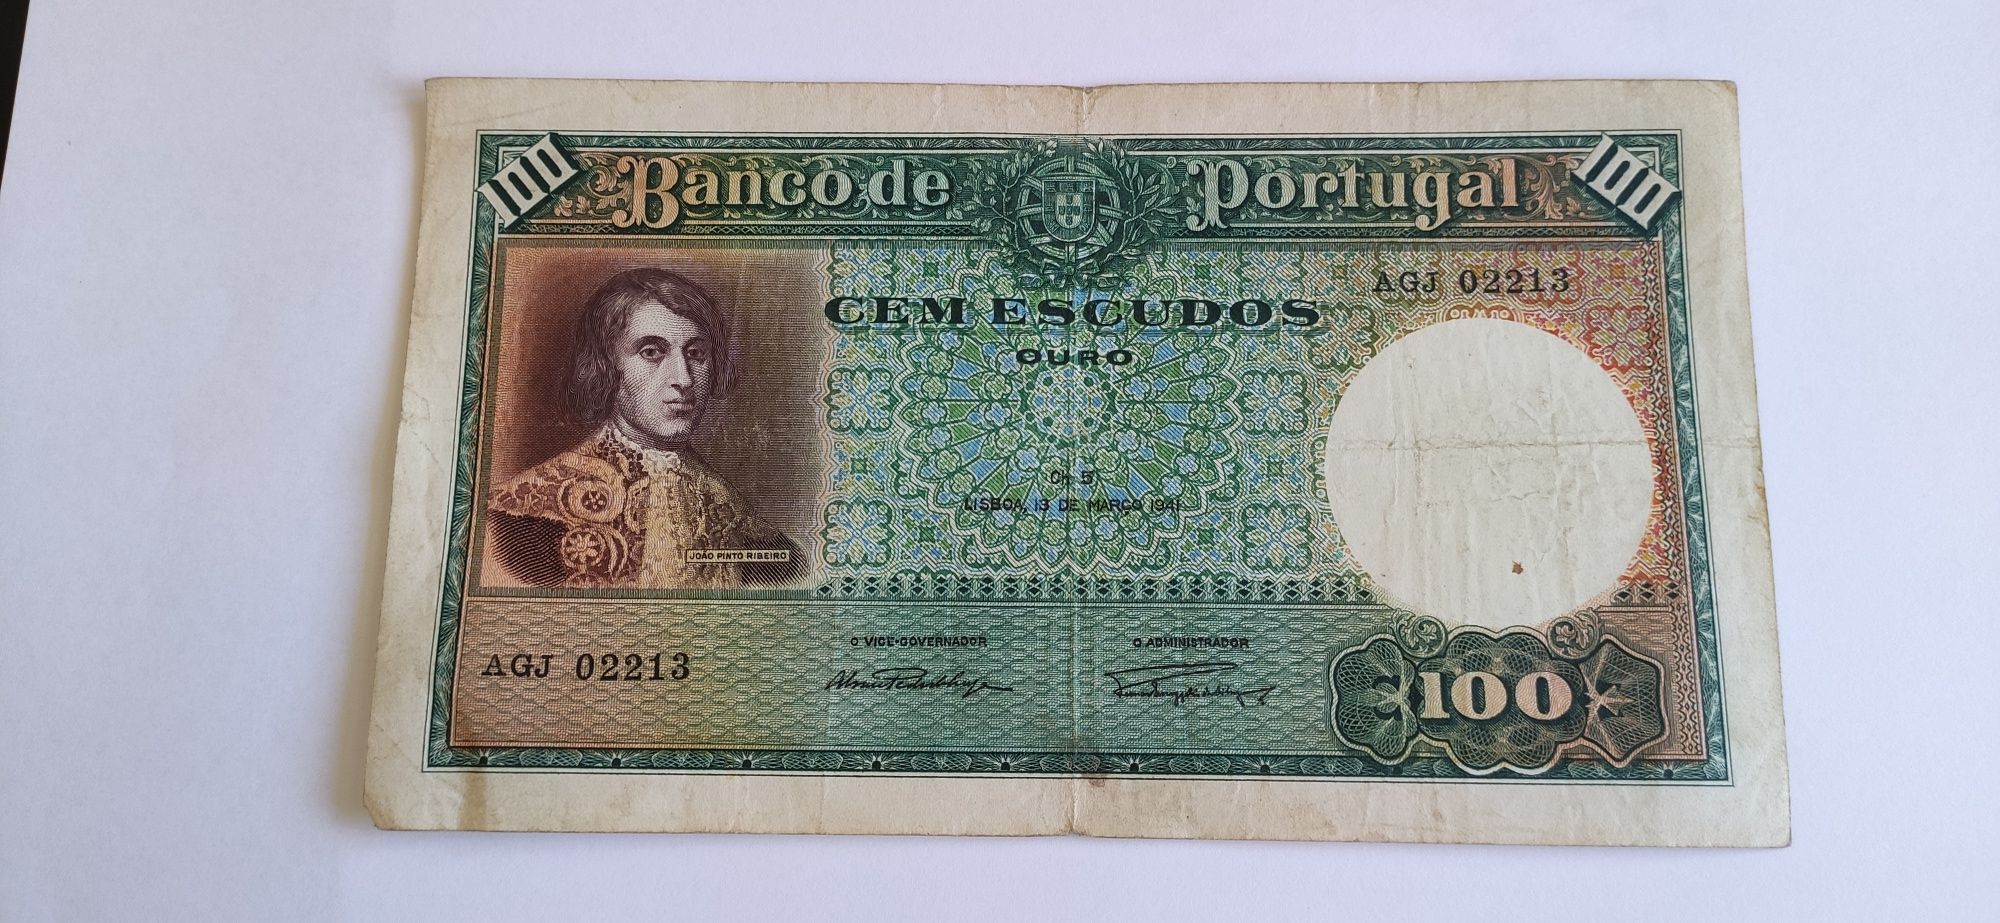 100 Banco de Portugal 100
AGJ 02213
CEM ESCUDOS
OURO
Ch. 5
LISBOA, 13 DE MARÇO 1941
JOÃO PINTO RIBEIRO
O VICE-GOVERNADOR
O ADMINISTRADOR
AGJ 02213
100